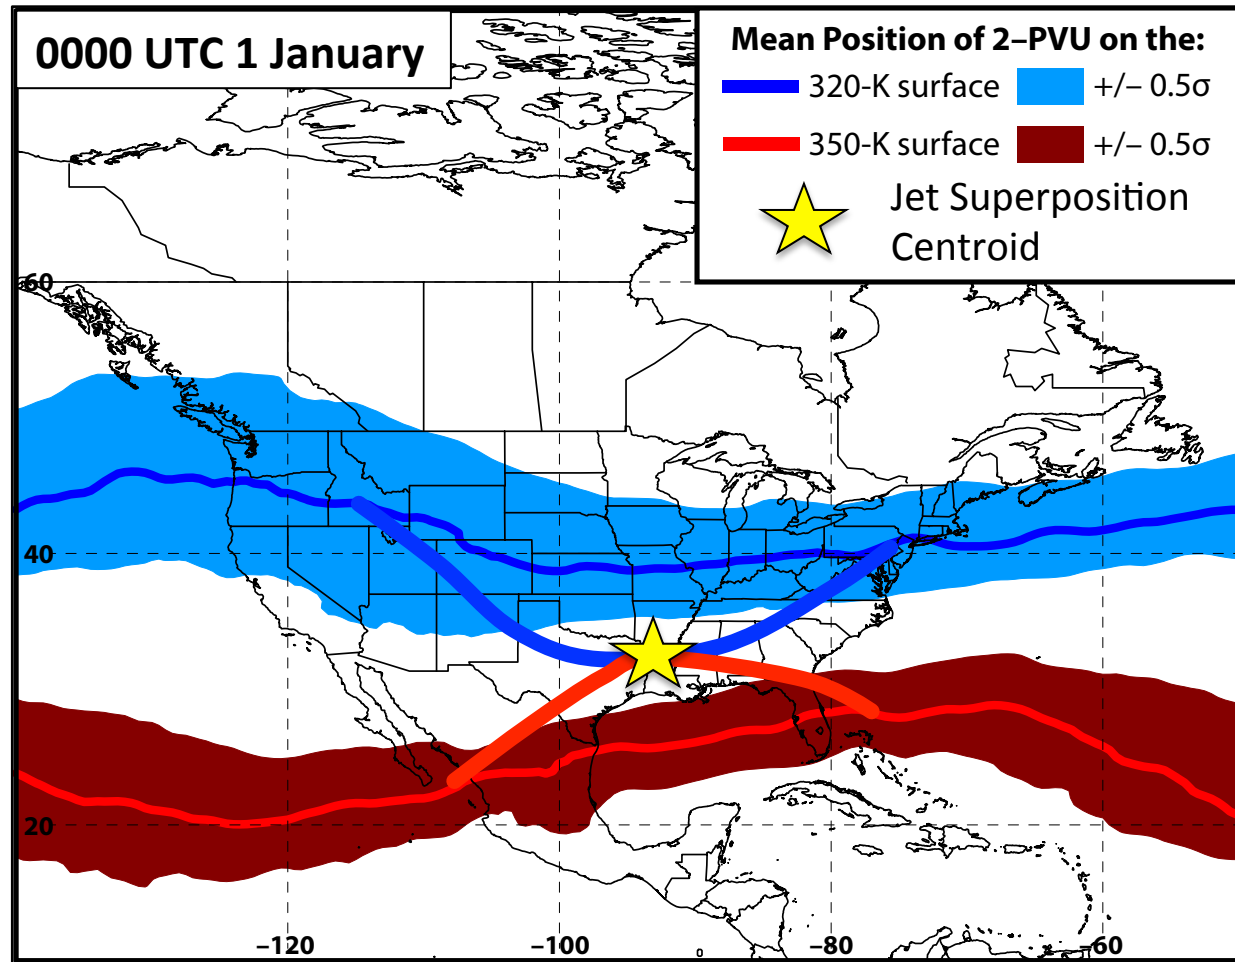 0000 UTC 1 January
Mean Position of 2–PVU on the:
320-K surface +/– 0.5σ
350-K surface +/– 0.5σ
Jet Superposition
Centroid
60
40
20
−120 −100 −80 −60